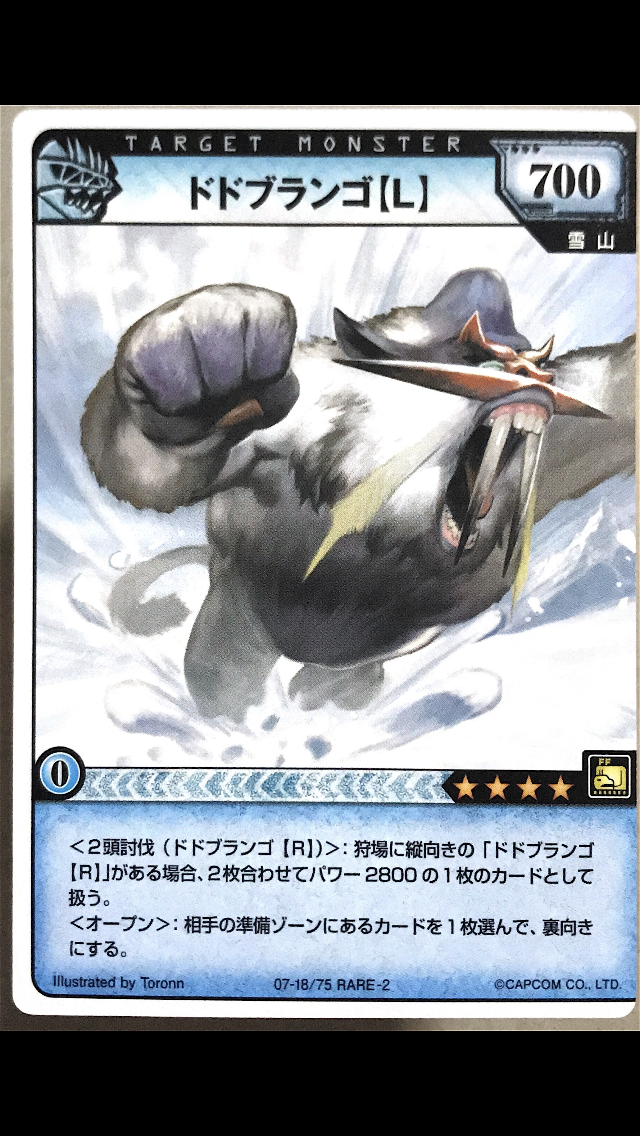 TARGET MONSTER
ドドブランゴ【L】
700
雪山
0
FF
＜2頭討伐（ドドブランゴ【R】）＞：狩場に縦向きの「ドドブランゴ
【R】」がある場合、2枚合わせてパワー2800の1枚のカードとして
扱う。
＜オープン＞：相手の準備ゾーンにあるカードを1枚選んで、裏向き
にする。
Illustrated by Toronn
07-18/75 RARE-2
©CAPCOM CO., LTD.